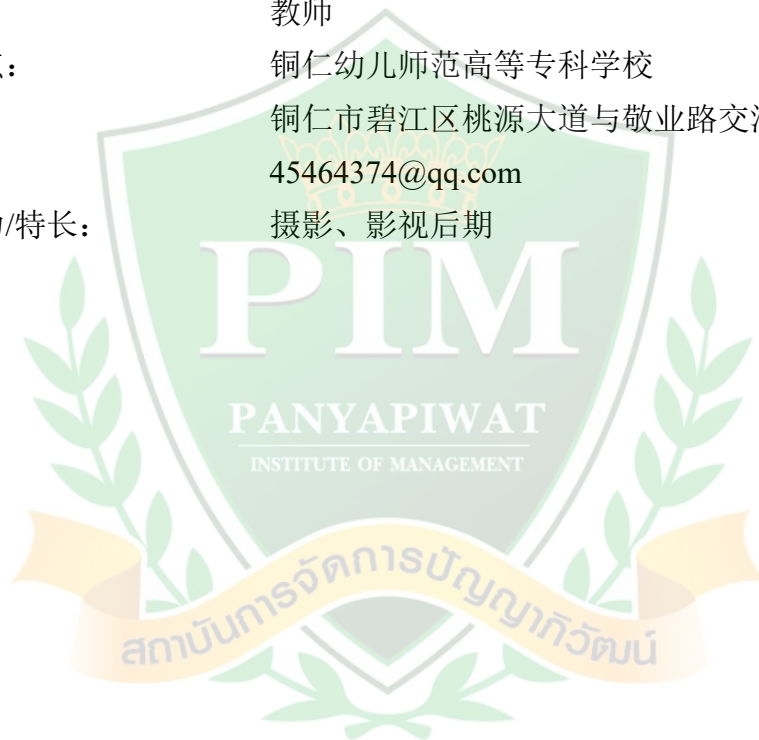 教师
铜仁幼儿师范高等专科学校
铜仁市碧江区桃源大道与敬业路交
45464374@qq.com
/特长： 摄影、影视后期
PIM
PANYAPIWAT
INSTITUTE OF MANAGEMENT
สถาบันการจัดการปัญญาภิวัฒน์